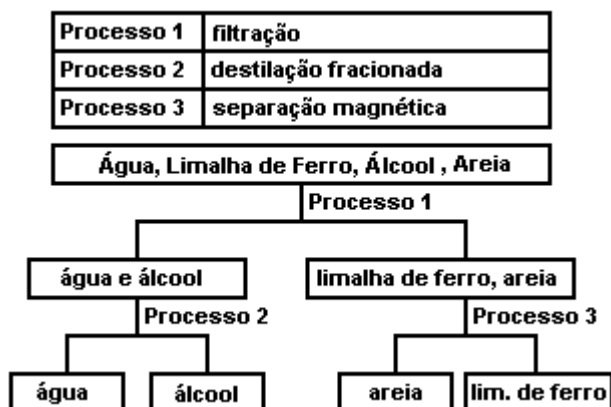 Processo 1 filtração
Processo 2 destilação fracionada
Processo 3 separação magnética
Água, Limalha de Ferro, Álcool , Areia
Processo 1
água e álcool limalha de ferro, areia
Processo 2 Processo 3
água álcool areia lim. de ferro